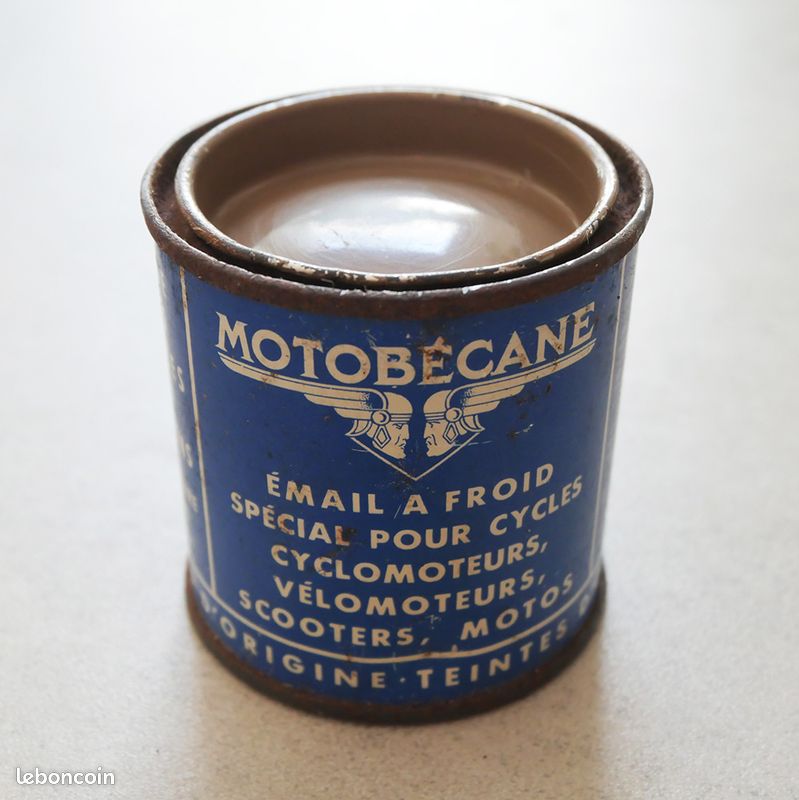 MOTOBÉCANE
ÉMAIL A FROID
SPÉCIAL POUR CYCLES
CYCLOMOTEURS,
VÉLOMOTEURS,
SCOOTERS, MOTOS
D'ORIGINE · TEINTES
leboncoin